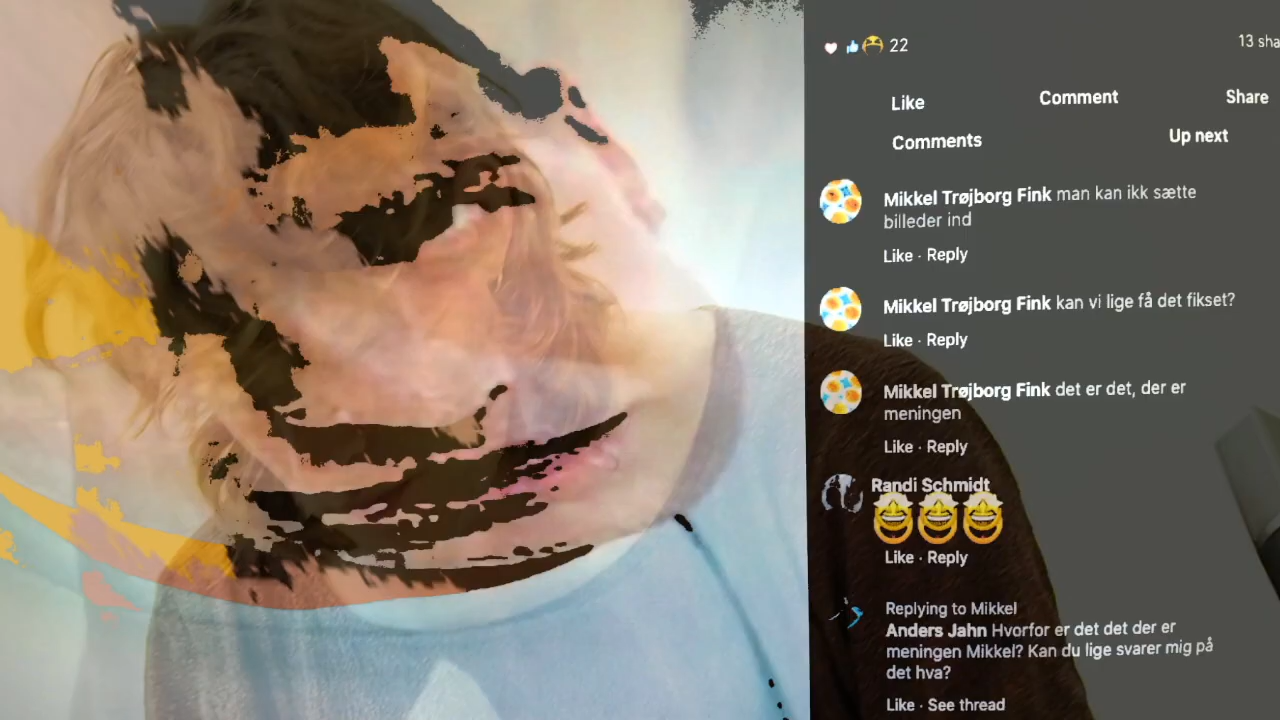 22
13 sha
Like
Comment
Share
Comments
Up next
Mikkel Trøjborg Fink man kan ikk sætte
billeder ind
Like · Reply
Mikkel Trøjborg Fink kan vi lige få det fikset?
Like · Reply
Mikkel Trøjborg Fink det er det, der er
meningen
Like · Reply
Randi Schmidt
🤩🤩🤩
Like · Reply
Replying to Mikkel
Anders Jahn Hvorfor er det det der er
meningen Mikkel? Kan du lige svarer mig på
det hva?
Like · See thread